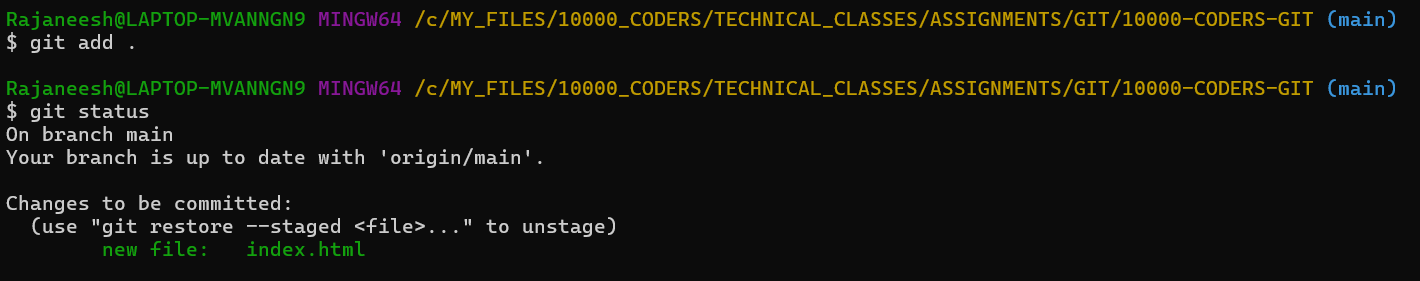 Rajaneesh@LAPTOP-MVANNGN9 MINGW64 /c/MY_FILES/10000_CODERS/TECHNICAL_CLASSES/ASSIGNMENTS/GIT/10000-CODERS-GIT (main)
$ git add .
Rajaneesh@LAPTOP-MVANNGN9 MINGW64 /c/MY_FILES/10000_CODERS/TECHNICAL_CLASSES/ASSIGNMENTS/GIT/10000-CODERS-GIT (main)
$ git status
On branch main
Your branch is up to date with 'origin/main'.
Changes to be committed:
  (use "git restore --staged <file>..." to unstage)
        new file:   index.html